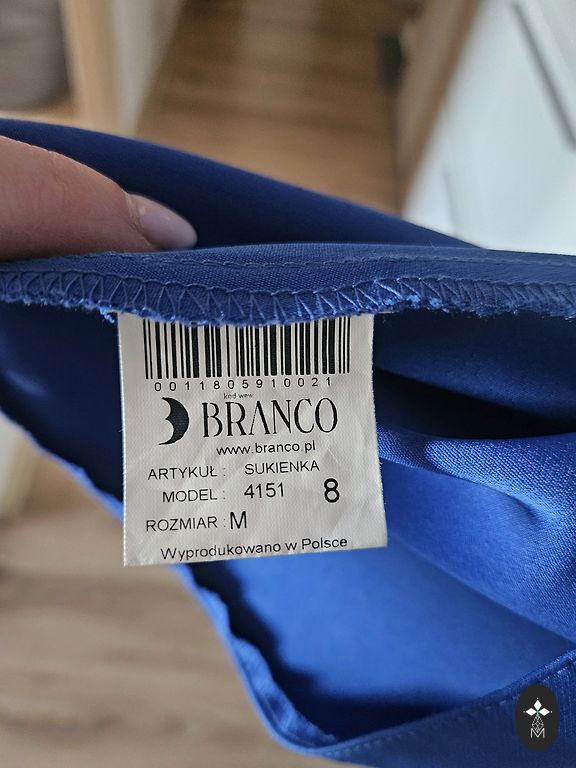 0011805910021
kod wew
BRANCO
www.branco.pl
ARTYKUŁ : SUKIENKA
MODEL : 4151 8
ROZMIAR : M
Wyprodukowano w Polsce
M